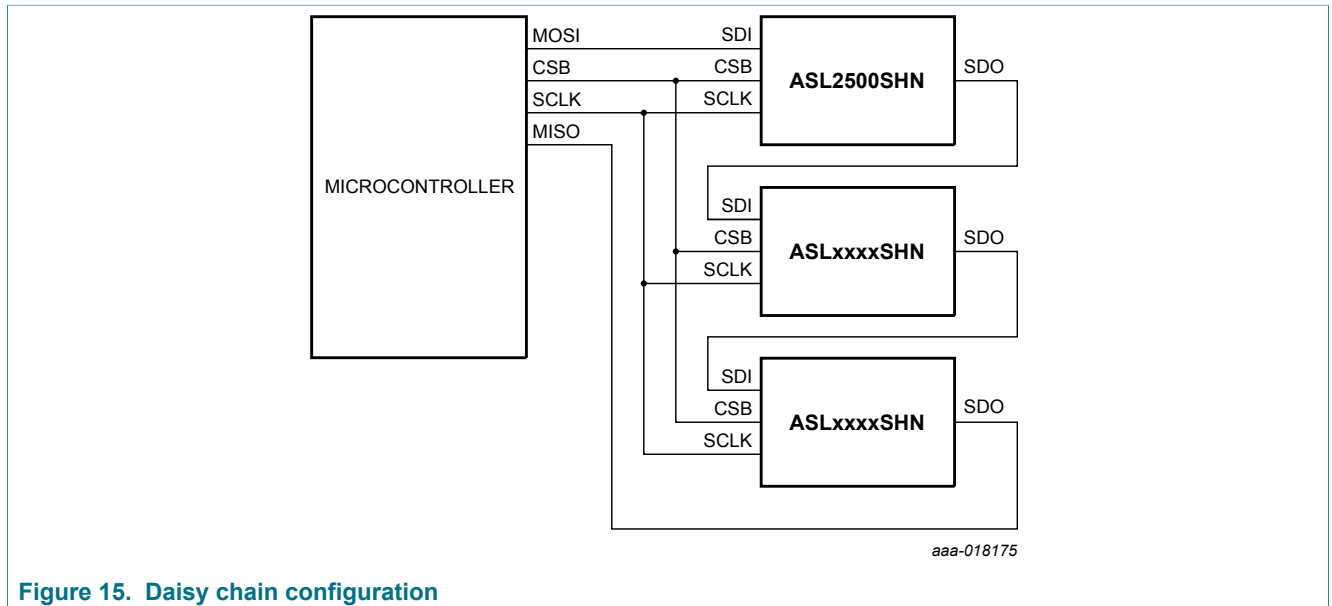 MOSI SDI
CSB CSB
SCLK SCLK
MISO
MICROCONTROLLER
ASL2500SHN
SDO
SDI
CSB
SCLK
ASLxxxxSHN
SDO
SDI
CSB
SCLK
ASLxxxxSHN
SDO
aaa-018175
Figure 15. Daisy chain configuration